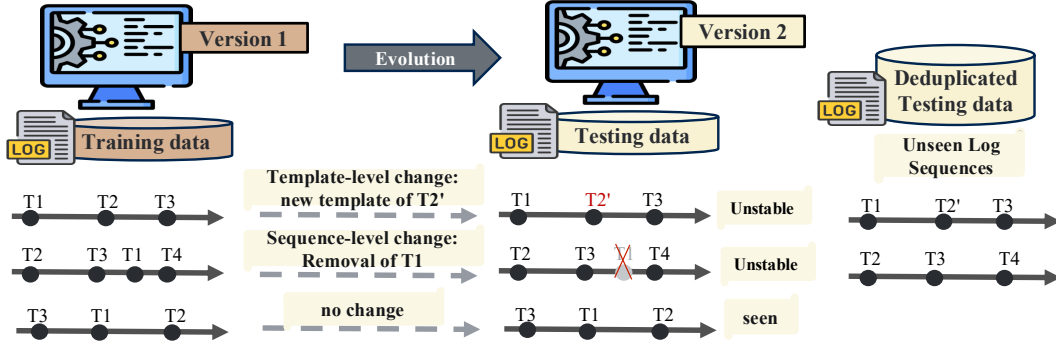 Version 1
Evolution
Version 2
LOG
Training data
LOG
Testing data
LOG
Deduplicated
Testing data
Unseen Log
Sequences
T1 T2 T3
Template-level change:
new template of T2'
T1 T2' T3
Unstable
T1 T2' T3
T2 T3 T1 T4
Sequence-level change:
Removal of T1
T2 T3 T1 T4
Unstable
T2 T3 T4
T3 T1 T2
no change
T3 T1 T2
seen